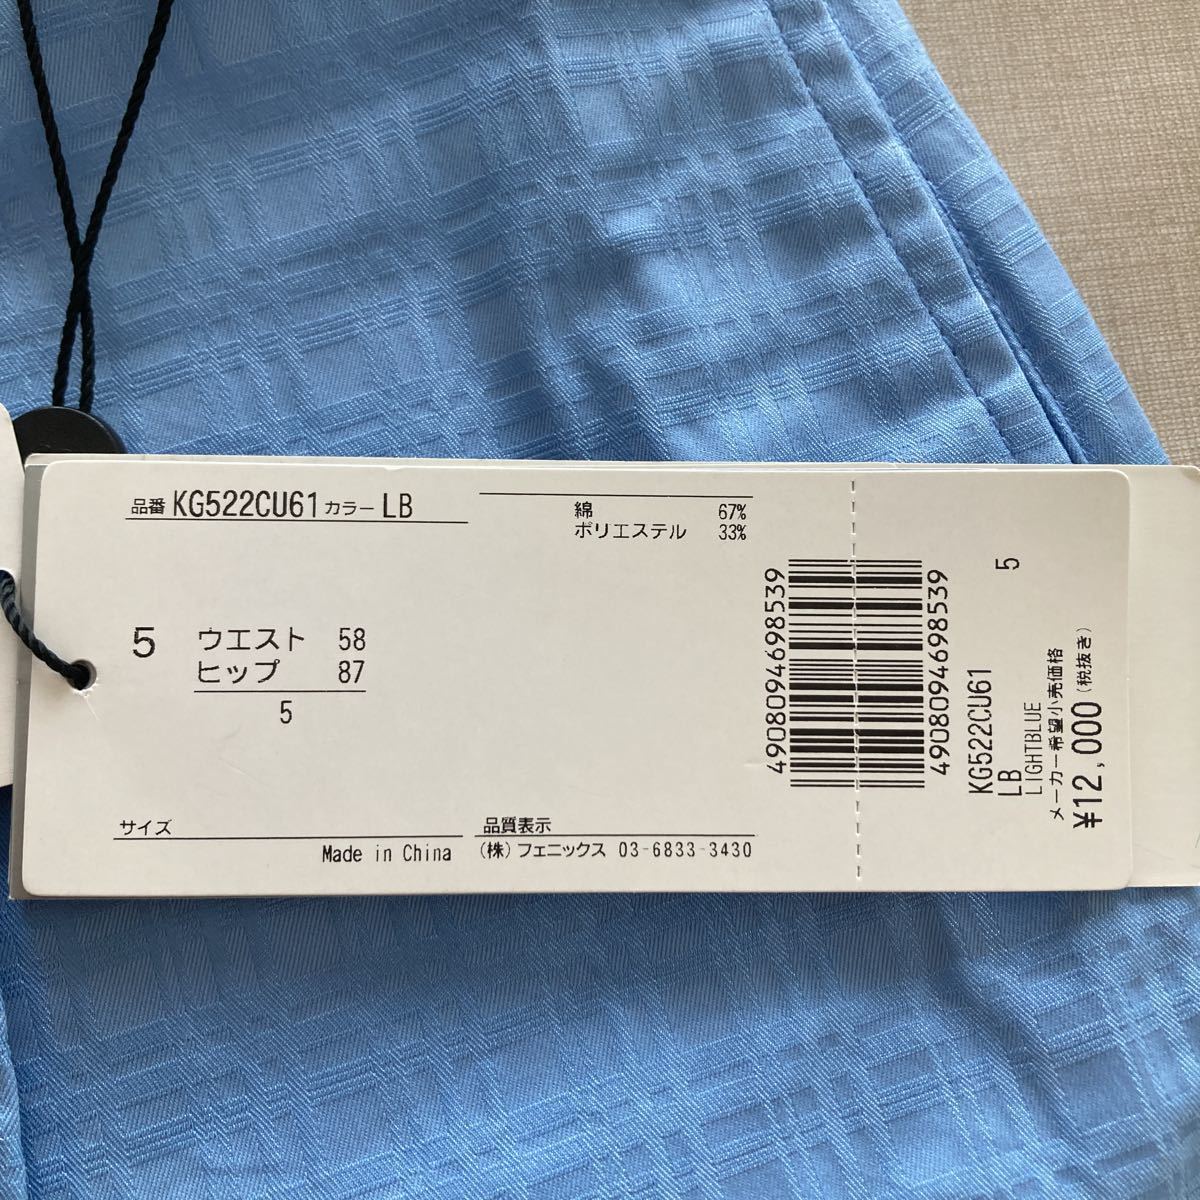 品番 KG522CU61 カラー LB
綿 67%
ポリエステル 33%
5 ウエスト 58
ヒップ 87
5
サイズ
Made in China
品質表示
(株) フェニックス 03-6833-3430
4908094698539
4908094698539
5
KG522CU61
LB
LIGHTBLUE
メーカー希望小売価格
¥12,000 (税抜き)